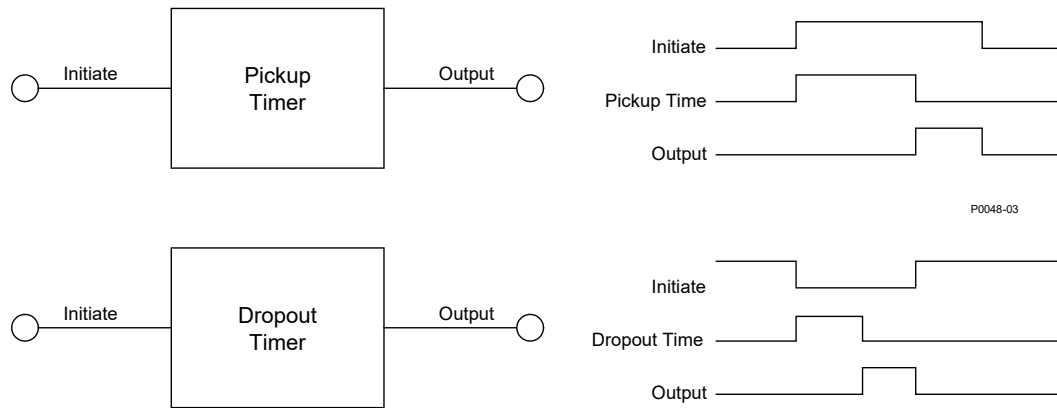 Initiate
Pickup
Timer
Output
Initiate
Pickup Time
Output
P0048-03
Initiate
Dropout
Timer
Output
Initiate
Dropout Time
Output